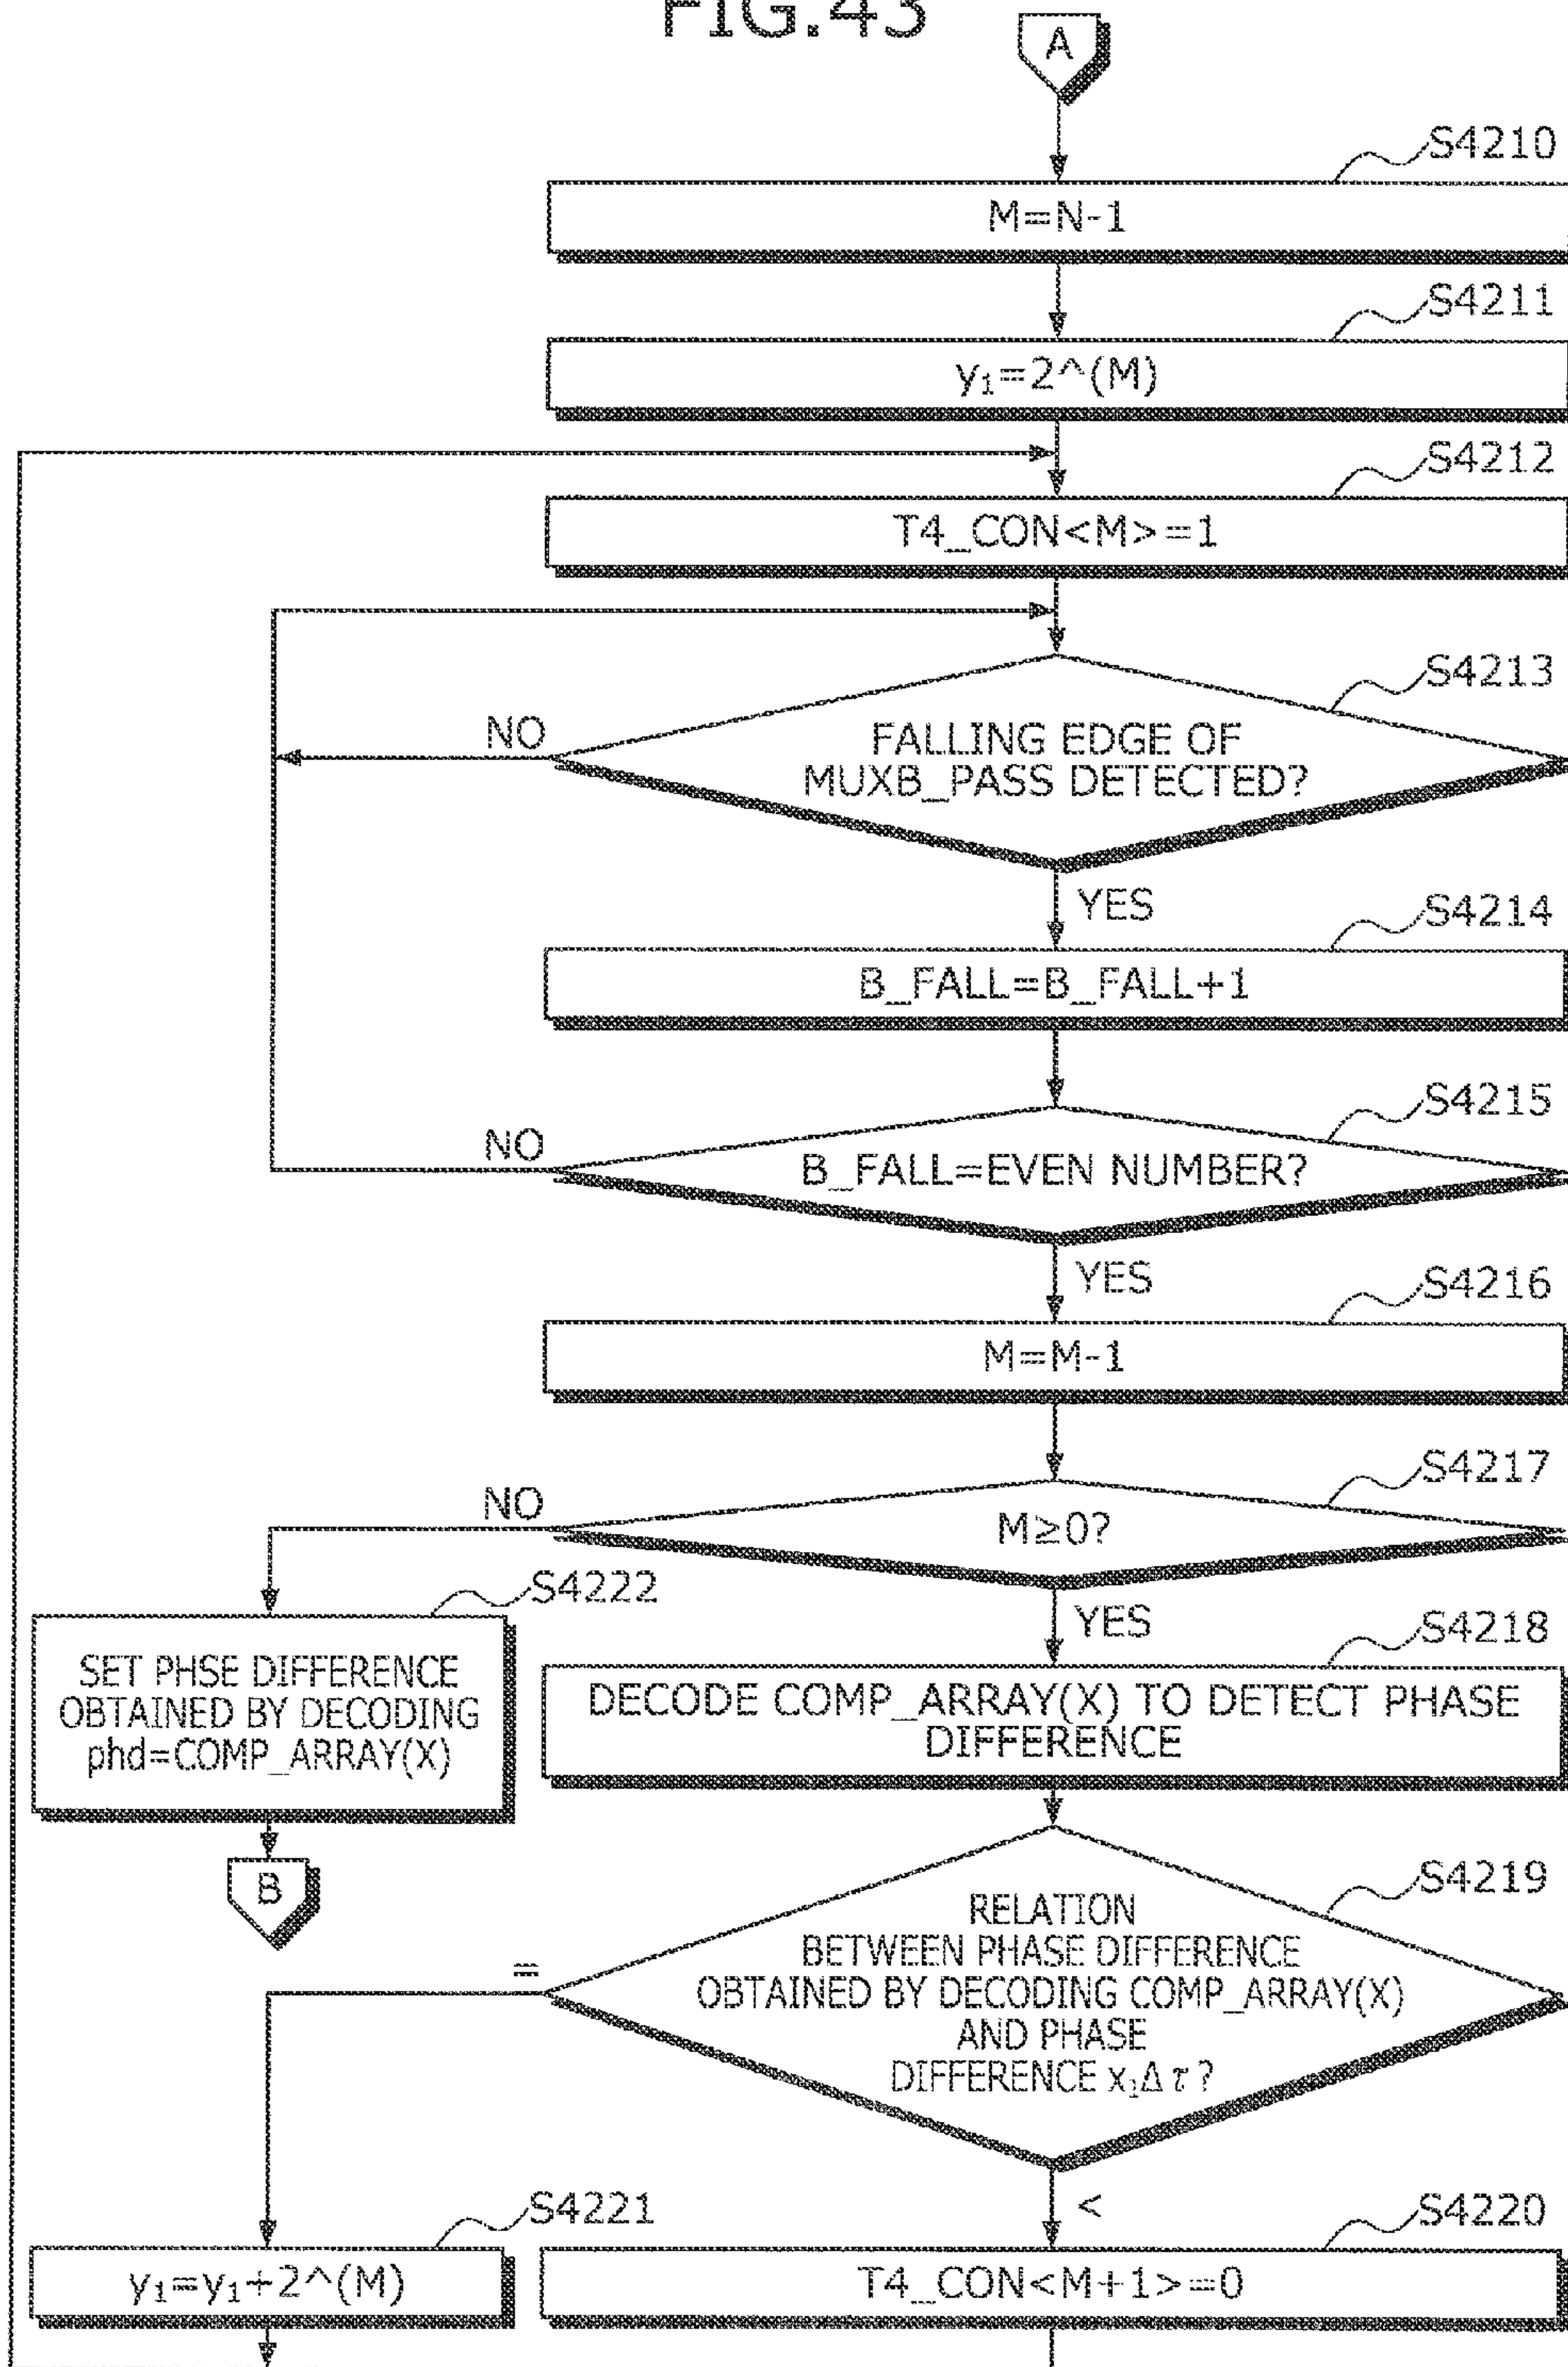 FIG.43
A
S4210
M=N-1
S4211
y₁=2^(M)
S4212
T4_CON<M>=1
S4213
FALLING EDGE OF
MUXB_PASS DETECTED?
NO
YES
S4214
B_FALL=B_FALL+1
S4215
B_FALL=EVEN NUMBER?
NO
YES
S4216
M=M-1
S4217
M≥0?
NO
YES
S4222
SET PHSE DIFFERENCE
OBTAINED BY DECODING
phd=COMP_ARRAY(X)
B
S4218
DECODE COMP_ARRAY(X) TO DETECT PHASE
DIFFERENCE
S4219
RELATION
BETWEEN PHASE DIFFERENCE
OBTAINED BY DECODING COMP_ARRAY(X)
AND PHASE
DIFFERENCE x₁Δτ?
=
<
S4221
y₁=y₁+2^(M)
S4220
T4_CON<M+1>=0